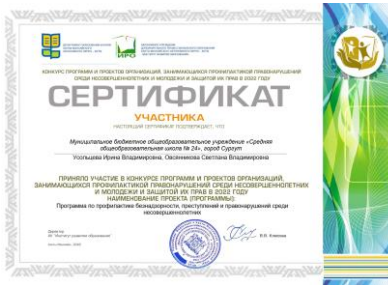 ИРО
КОНКУРС ПРОГРАММ И ПРОЕКТОВ ОРГАНИЗАЦИЙ, ЗАНИМАЮЩИХСЯ ПРОФИЛАКТИКОЙ ПРАВОНАРУШЕНИЙ
СРЕДИ НЕСОВЕРШЕННОЛЕТНИХ И МОЛОДЕЖИ И ЗАЩИТОЙ ИХ ПРАВ В 2022 ГОДУ
СЕРТИФИКАТ
УЧАСТНИКА
НАСТОЯЩИЙ СЕРТИФИКАТ ПОДТВЕРЖДАЕТ, ЧТО
Муниципальное бюджетное общеобразовательное учреждение «Средняя
общеобразовательная школа № 24», город Сургут
Усольцева Ирина Владимировна, Овсянникова Светлана Владимировна
ПРИНЯЛО УЧАСТИЕ В КОНКУРСЕ ПРОГРАММ И ПРОЕКТОВ ОРГАНИЗАЦИЙ,
ЗАНИМАЮЩИХСЯ ПРОФИЛАКТИКОЙ ПРАВОНАРУШЕНИЙ СРЕДИ НЕСОВЕРШЕННОЛЕТНИХ
И МОЛОДЕЖИ И ЗАЩИТОЙ ИХ ПРАВ В 2022 ГОДУ
НАИМЕНОВАНИЕ ПРОЕКТА (ПРОГРАММЫ):
Программа по профилактике безнадзорности, преступлений и правонарушений среди
несовершеннолетних